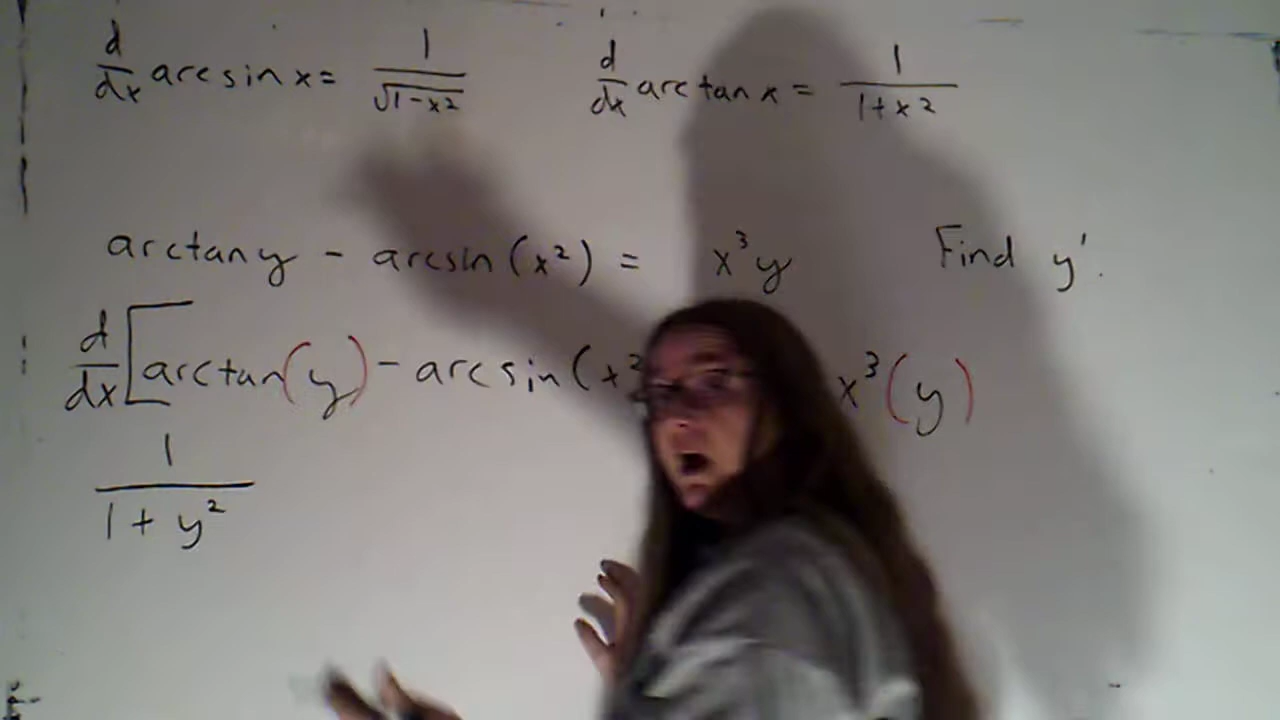 d/dx arcsin x = 1/√(1-x²)    d/dx arctan x = 1/(1+x²)
arctan y - arcsin (x²) = x³y    Find y'.
d/dx [arctan(y) - arcsin (x² x³(y)
1/(1+y²)